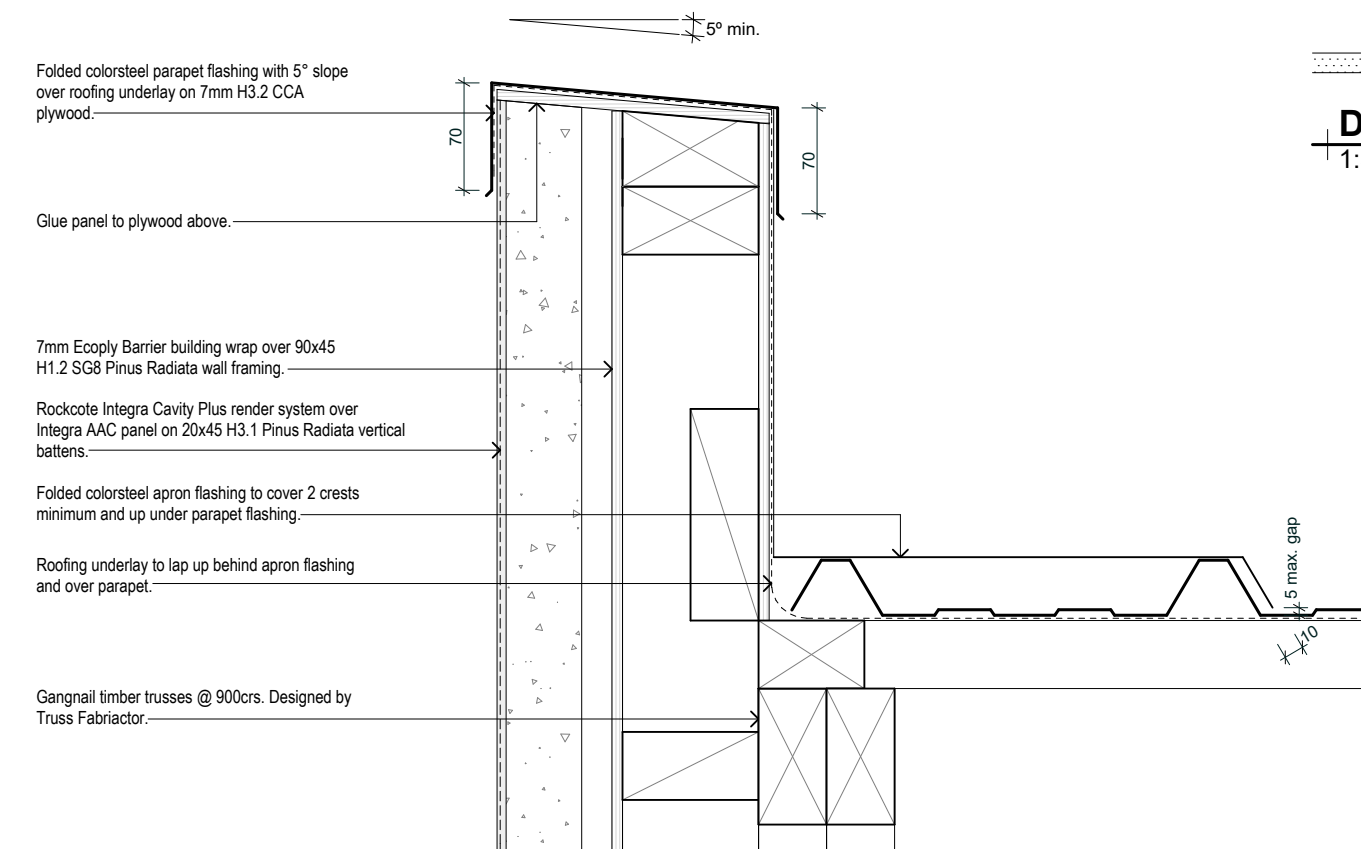 5º min.
Folded colorsteel parapet flashing with 5° slope
over roofing underlay on 7mm H3.2 CCA
plywood.
70
70
D
1:
Glue panel to plywood above.
7mm Ecoply Barrier building wrap over 90x45
H1.2 SG8 Pinus Radiata wall framing.
Rockcote Integra Cavity Plus render system over
Integra AAC panel on 20x45 H3.1 Pinus Radiata vertical
battens.
Folded colorsteel apron flashing to cover 2 crests
minimum and up under parapet flashing.
5 max. gap
10
Roofing underlay to lap up behind apron flashing
and over parapet.
Gangnail timber trusses @ 900crs. Designed by
Truss Fabriactor.